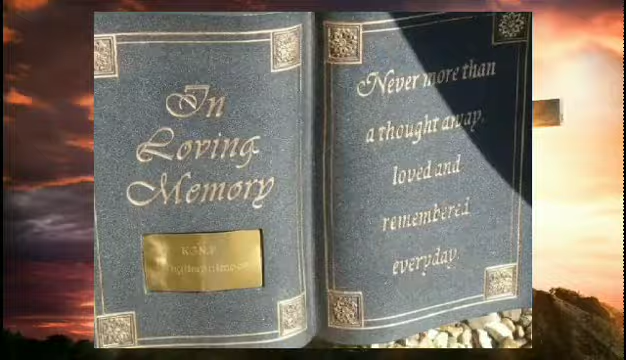 In
Loving
Memory
Never more than
a thought away,
loved and
remembered
everyday.